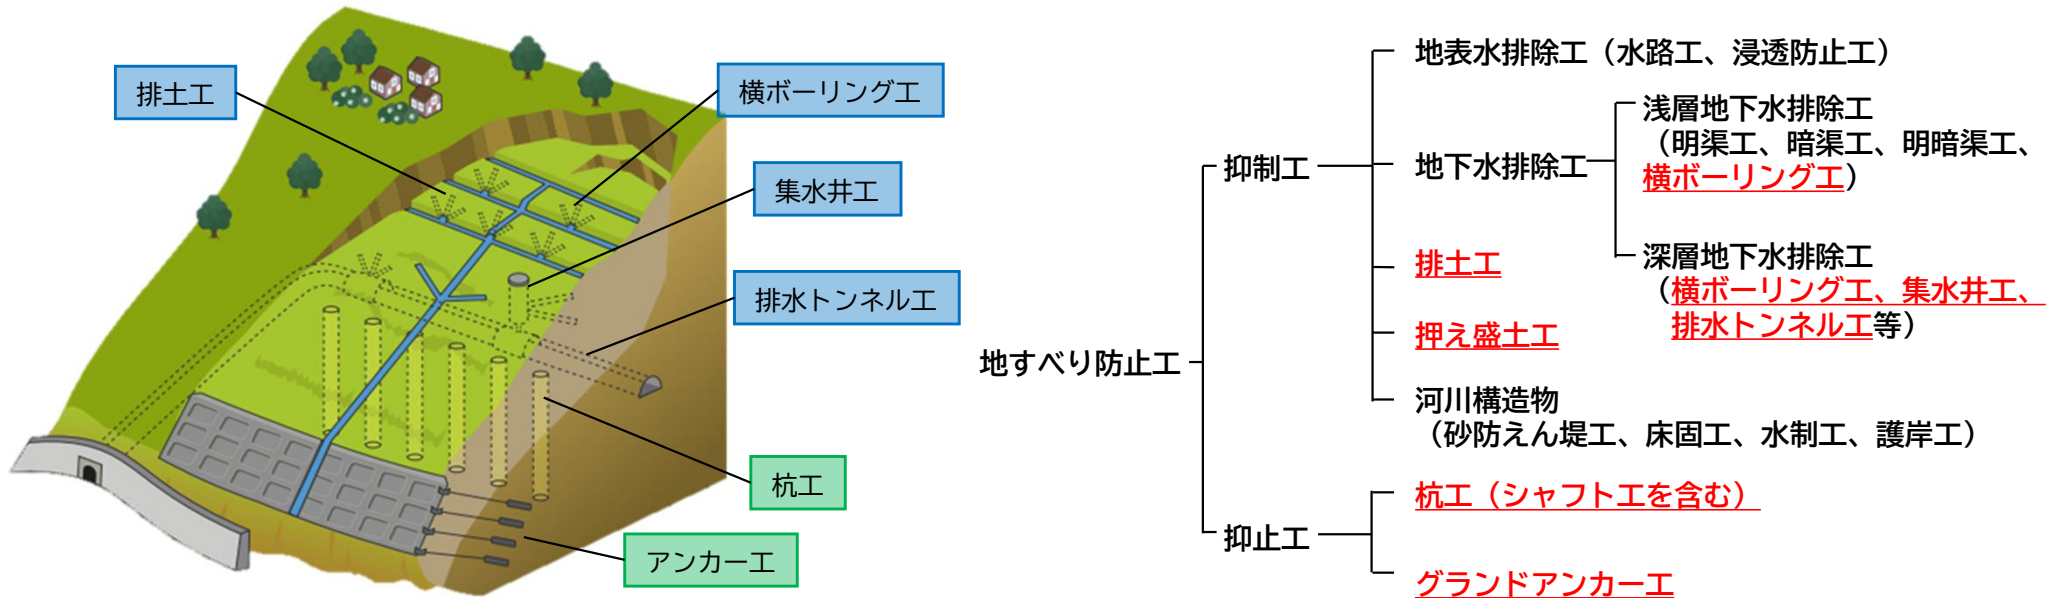 排土工
横ボーリング工
集水井工
排水トンネル工
杭工
アンカー工
地すべり防止工
抑制工
地表水排除工（水路工、浸透防止工）
地下水排除工
浅層地下水排除工
（明渠工、暗渠工、明暗渠工、
横ボーリング工）
深層地下水排除工
（横ボーリング工、集水井工、
排水トンネル工等）
排土工
押え盛土工
河川構造物
（砂防えん堤工、床固工、水制工、護岸工）
抑止工
杭工（シャフト工を含む）
グランドアンカー工